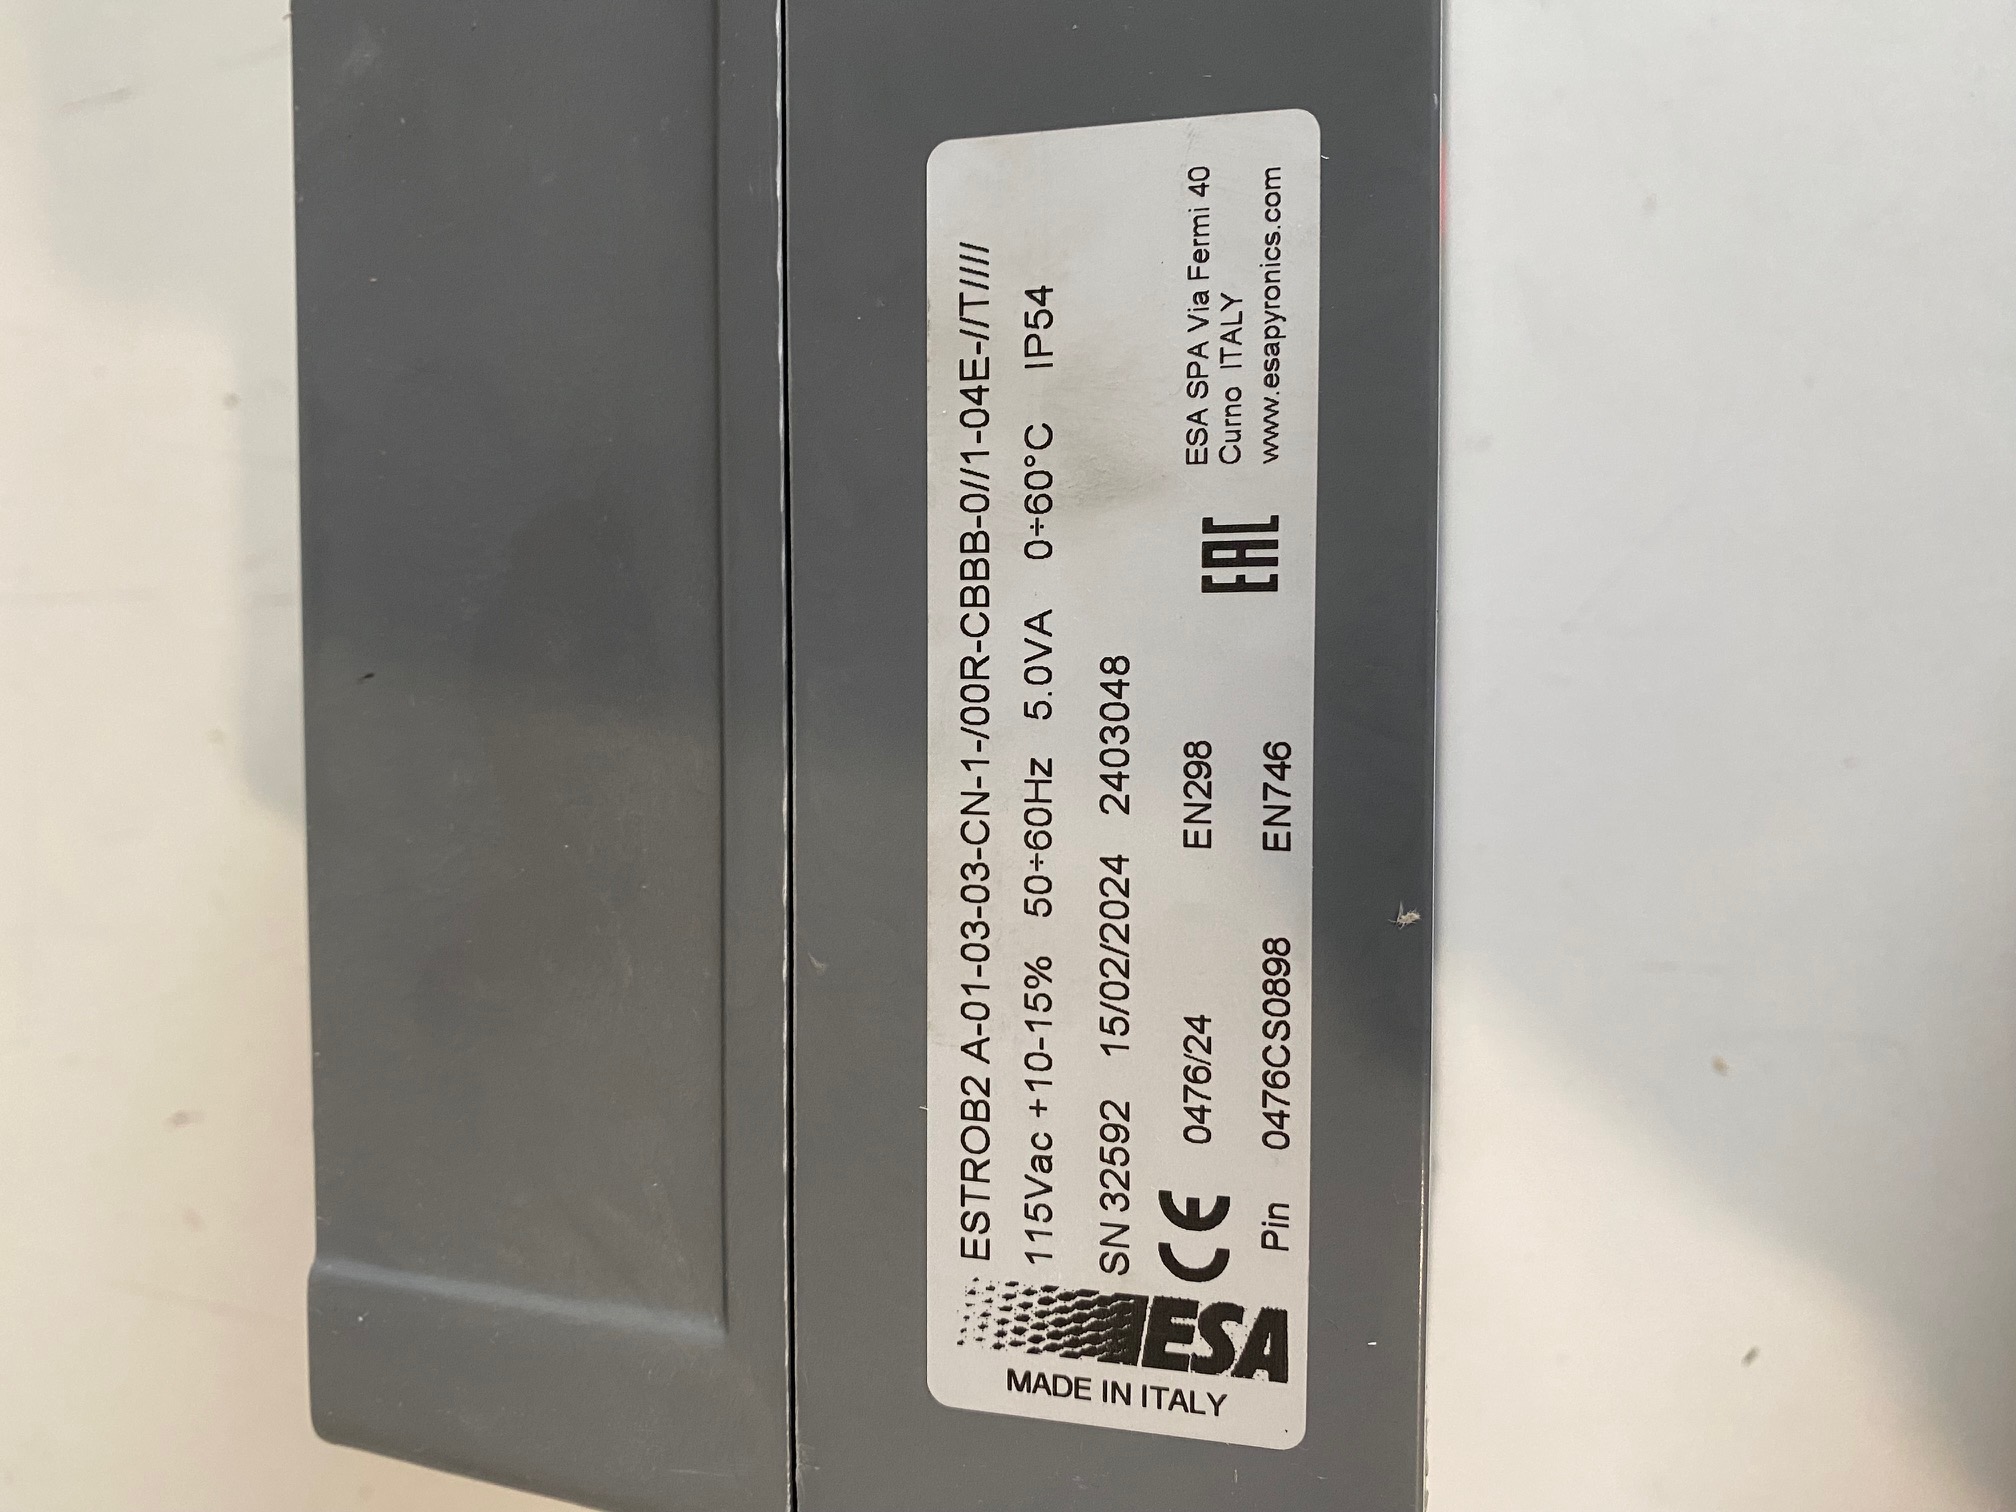 ESTROB2 A-01-03-03-CN-1-/00R-CBBB-0//1-04E-//T////
115Vac +10-15% 50÷60Hz 5.0VA 0÷60°C IP54
SN 32592 15/02/2024 2403048
CE 0476/24 EN298
Pin 0476CS0898 EN746
EAC
ESA SPA Via Fermi 40
Curno ITALY
www.esapyronics.com
ESA
MADE IN ITALY